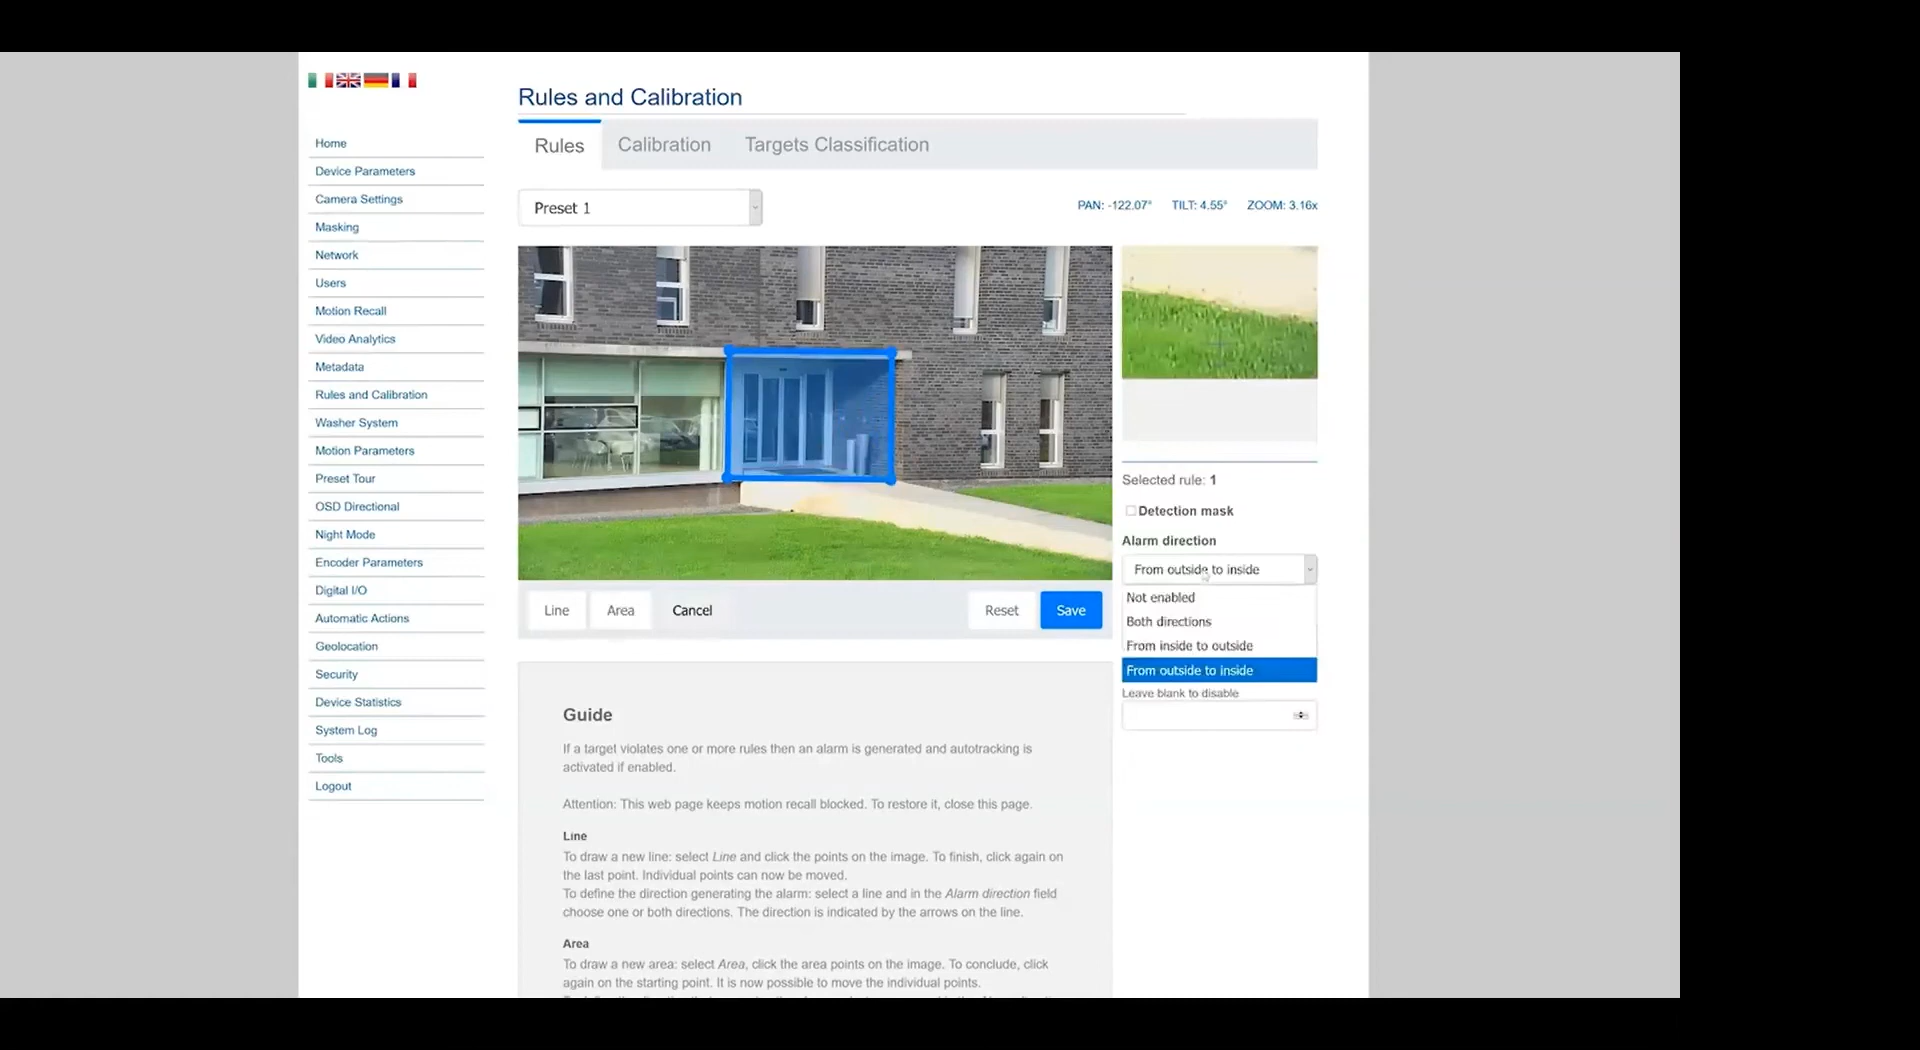 Rules and Calibration
Home
Device Parameters
Camera Settings
Masking
Network
Users
Motion Recall
Video Analytics
Metadata
Rules and Calibration
Washer System
Motion Parameters
Preset Tour
OSD Directional
Night Mode
Encoder Parameters
Digital I/O
Automatic Actions
Geolocation
Security
Device Statistics
System Log
Tools
Logout
Rules Calibration Targets Classification
Preset 1
PAN: -122.07° TILT: 4.55° ZOOM: 3.16x
Line Area Cancel Reset Save
Selected rule: 1
Detection mask
Alarm direction
From outside to inside
Not enabled
Both directions
From inside to outside
From outside to inside
Leave blank to disable
Guide
If a target violates one or more rules then an alarm is generated and autotracking is
activated if enabled.
Attention: This web page keeps motion recall blocked. To restore it, close this page.
Line
To draw a new line: select Line and click the points on the image. To finish, click again on
the last point. Individual points can now be moved.
To define the direction generating the alarm: select a line and in the Alarm direction field
choose one or both directions. The direction is indicated by the arrows on the line.
Area
To draw a new area: select Area, click the area points on the image. To conclude, click
again on the starting point. It is now possible to move the individual points.